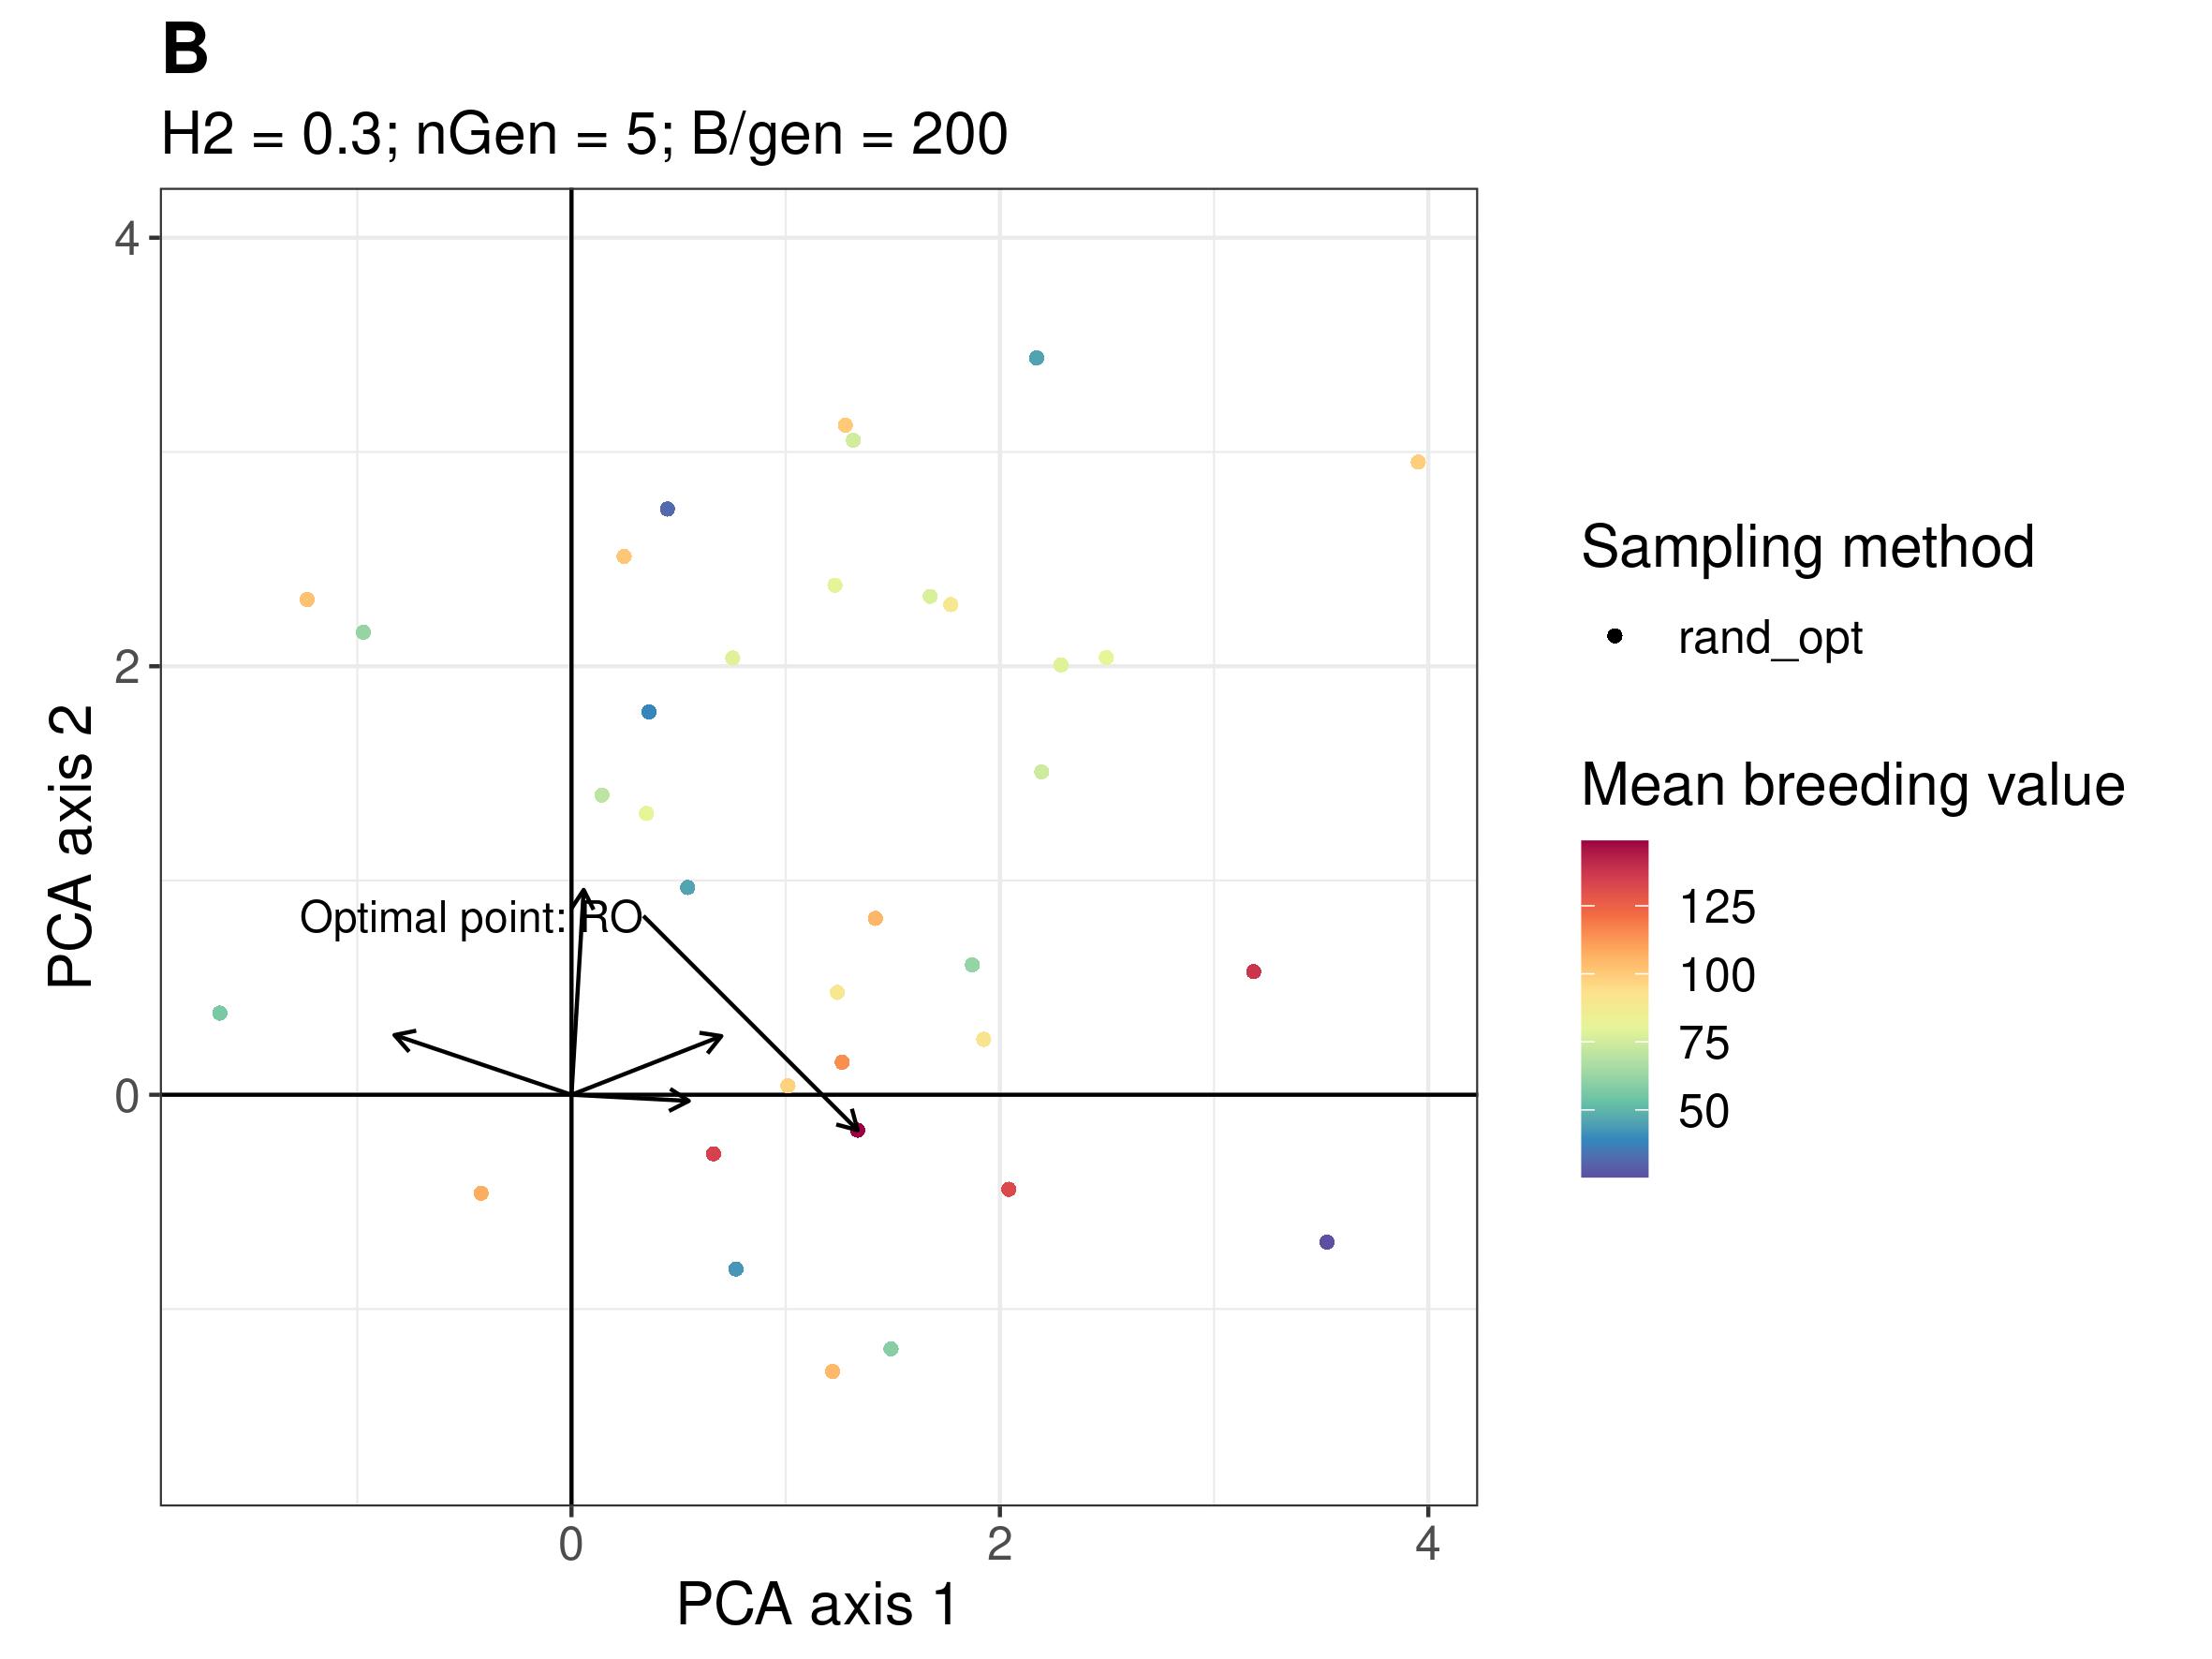 B
H2 = 0.3; nGen = 5; B/gen = 200
4
2
0
PCA axis 2
Optimal point: RO
0
2
4
PCA axis 1
Sampling method
rand_opt
Mean breeding value
125
100
75
50